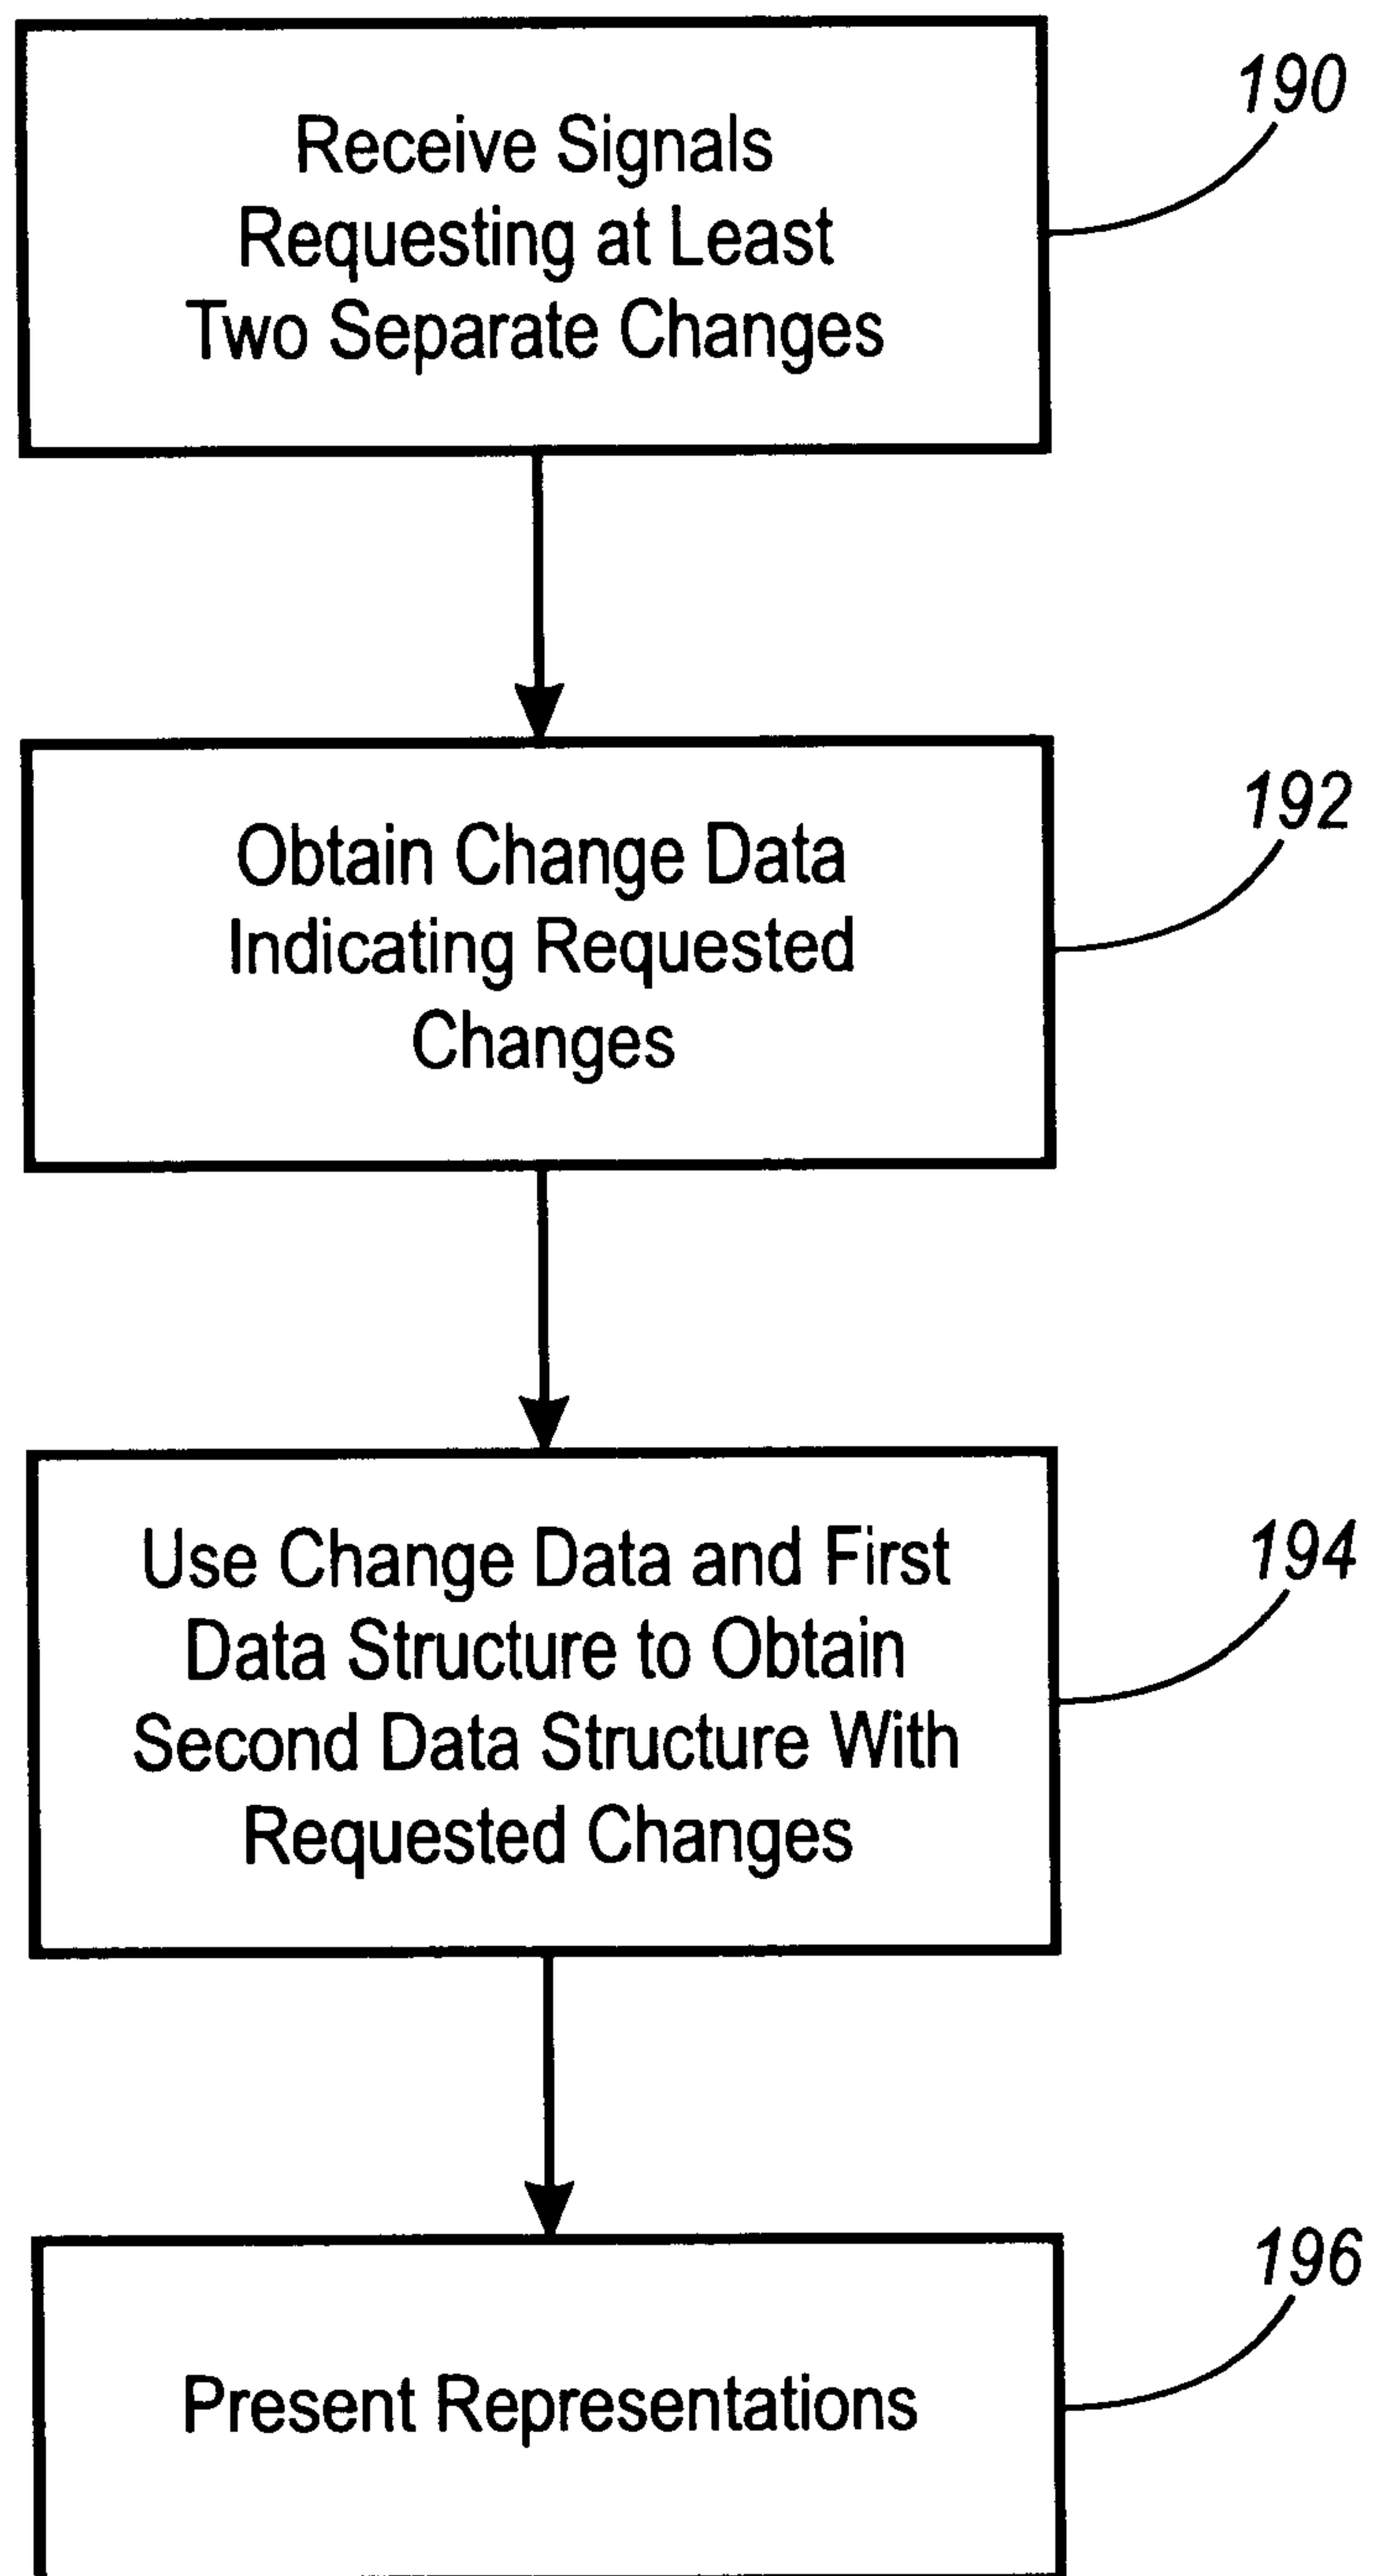 190
Receive Signals
Requesting at Least
Two Separate Changes
192
Obtain Change Data
Indicating Requested
Changes
194
Use Change Data and First
Data Structure to Obtain
Second Data Structure With
Requested Changes
196
Present Representations